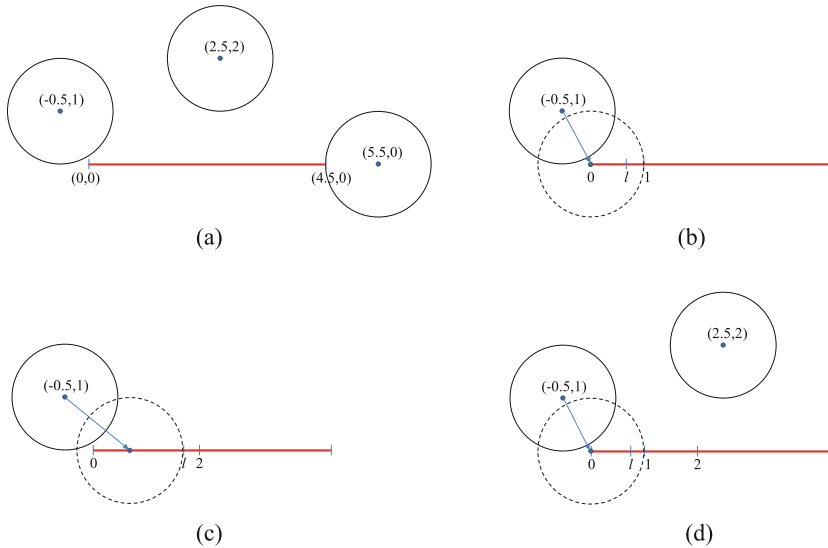 (2.5,2)
(-0.5,1)
(5.5,0)
(0,0) (4.5,0)
(a)
(-0.5,1)
0 l 1
(b)
(-0.5,1)
0 l 2
(c)
(2.5,2)
(-0.5,1)
0 l 1 2
(d)